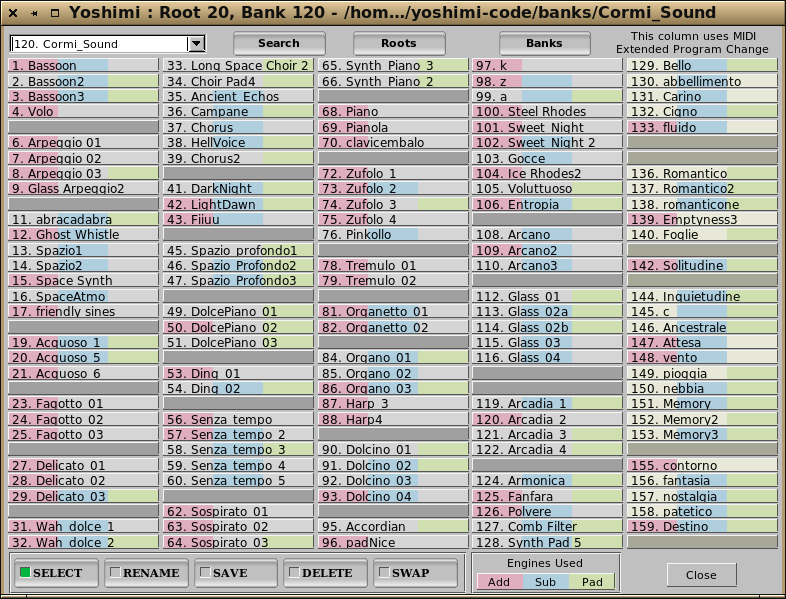 Yoshimi : Root 20, Bank 120 - /hom.../yoshimi-code/banks/Cormi_Sound
120. Cormi_Sound
Search
Roots
Banks
This column uses MIDI
Extended Program Change
1. Bassoon
2. Bassoon2
3. Bassoon3
4. Volo
6. Arpeggio 01
7. Arpeggio 02
8. Arpeggio 03
9. Glass Arpeggio2
11. abracadabra
12. Ghost Whistle
13. Spazio1
14. Spazio2
15. Space Synth
16. SpaceAtmo
17. friendly sines
19. Acquoso 1
20. Acquoso 5
21. Acquoso 6
23. Fagotto 01
24. Fagotto 02
25. Fagotto 03
27. Delicato 01
28. Delicato 02
29. Delicato 03
31. Wah dolce 1
32. Wah dolce 2
33. Long Space Choir 2
34. Choir Pad4
35. Ancient Echos
36. Campane
37. Chorus
38. HellVoice
39. Chorus2
41. DarkNight
42. LightDawn
43. Fiiuu
45. Spazio profondo1
46. Spazio Profondo2
47. Spazio Profondo3
49. DolcePiano 01
50. DolcePiano 02
51. DolcePiano 03
53. Ding 01
54. Ding 02
56. Senza tempo
57. Senza tempo 2
58. Senza tempo 3
59. Senza tempo 4
60. Senza tempo 5
62. Sospirato 01
63. Sospirato 02
64. Sospirato 03
65. Synth Piano 3
66. Synth Piano 2
68. Piano
69. Pianola
70. clavicembalo
72. Zufolo 1
73. Zufolo 2
74. Zufolo 3
75. Zufolo 4
76. Pinkollo
78. Tremulo 01
79. Tremulo 02
81. Organetto 01
82. Organetto 02
84. Organo 01
85. Organo 02
86. Organo 03
87. Harp 3
88. Harp4
90. Dolcino 01
91. Dolcino 02
92. Dolcino 03
93. Dolcino 04
95. Accordian
96. padNice
97. k
98. z
99. a
100. Steel Rhodes
101. Sweet Night
102. Sweet Night 2
103. Gocce
104. Ice Rhodes2
105. Voluttuoso
106. Entropia
108. Arcano
109. Arcano2
110. Arcano3
112. Glass 01
113. Glass 02a
114. Glass 02b
115. Glass 03
116. Glass 04
119. Arcadia 1
120. Arcadia 2
121. Arcadia 3
122. Arcadia 4
124. Armonica
125. Fanfara
126. Polvere
127. Comb Filter
128. Synth Pad 5
129. Bello
130. abbellimento
131. Carino
132. Cigno
133. fluido
136. Romantico
137. Romantico2
138. romanticone
139. Emptyness3
140. Foglie
142. Solitudine
144. Inquietudine
145. c
146. Ancestrale
147. Attesa
148. vento
149. pioggia
150. nebbia
151. Memory
152. Memory2
153. Memory3
155. contorno
156. fantasia
157. nostalgia
158. patetico
159. Destino
SELECT
RENAME
SAVE
DELETE
SWAP
Engines Used
Add
Sub
Pad
Close